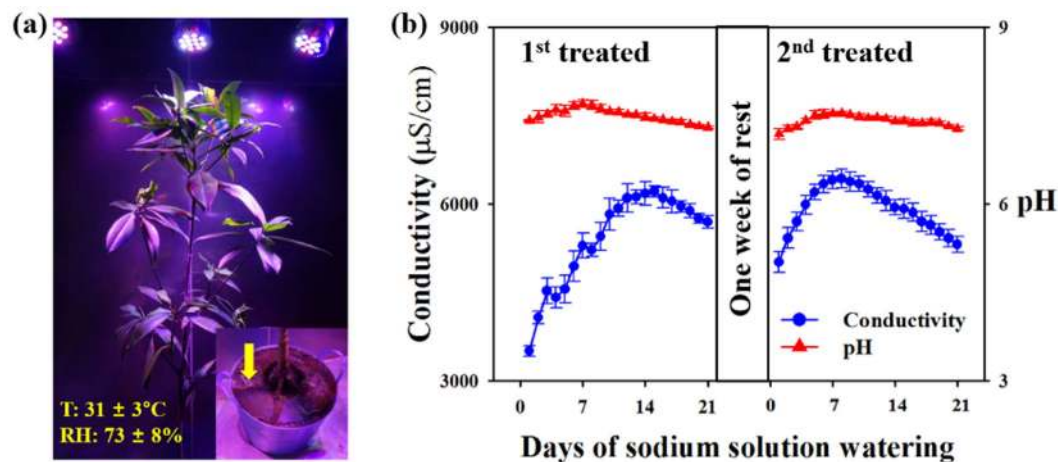 (a)
T: 31 ± 3°C
RH: 73 ± 8%
(b)
Conductivity (μS/cm)
9000
6000
3000
1st treated
One week of rest
2nd treated
Conductivity
pH
9
6
3
pH
0 7 14 21
0 7 14 21
Days of sodium solution watering